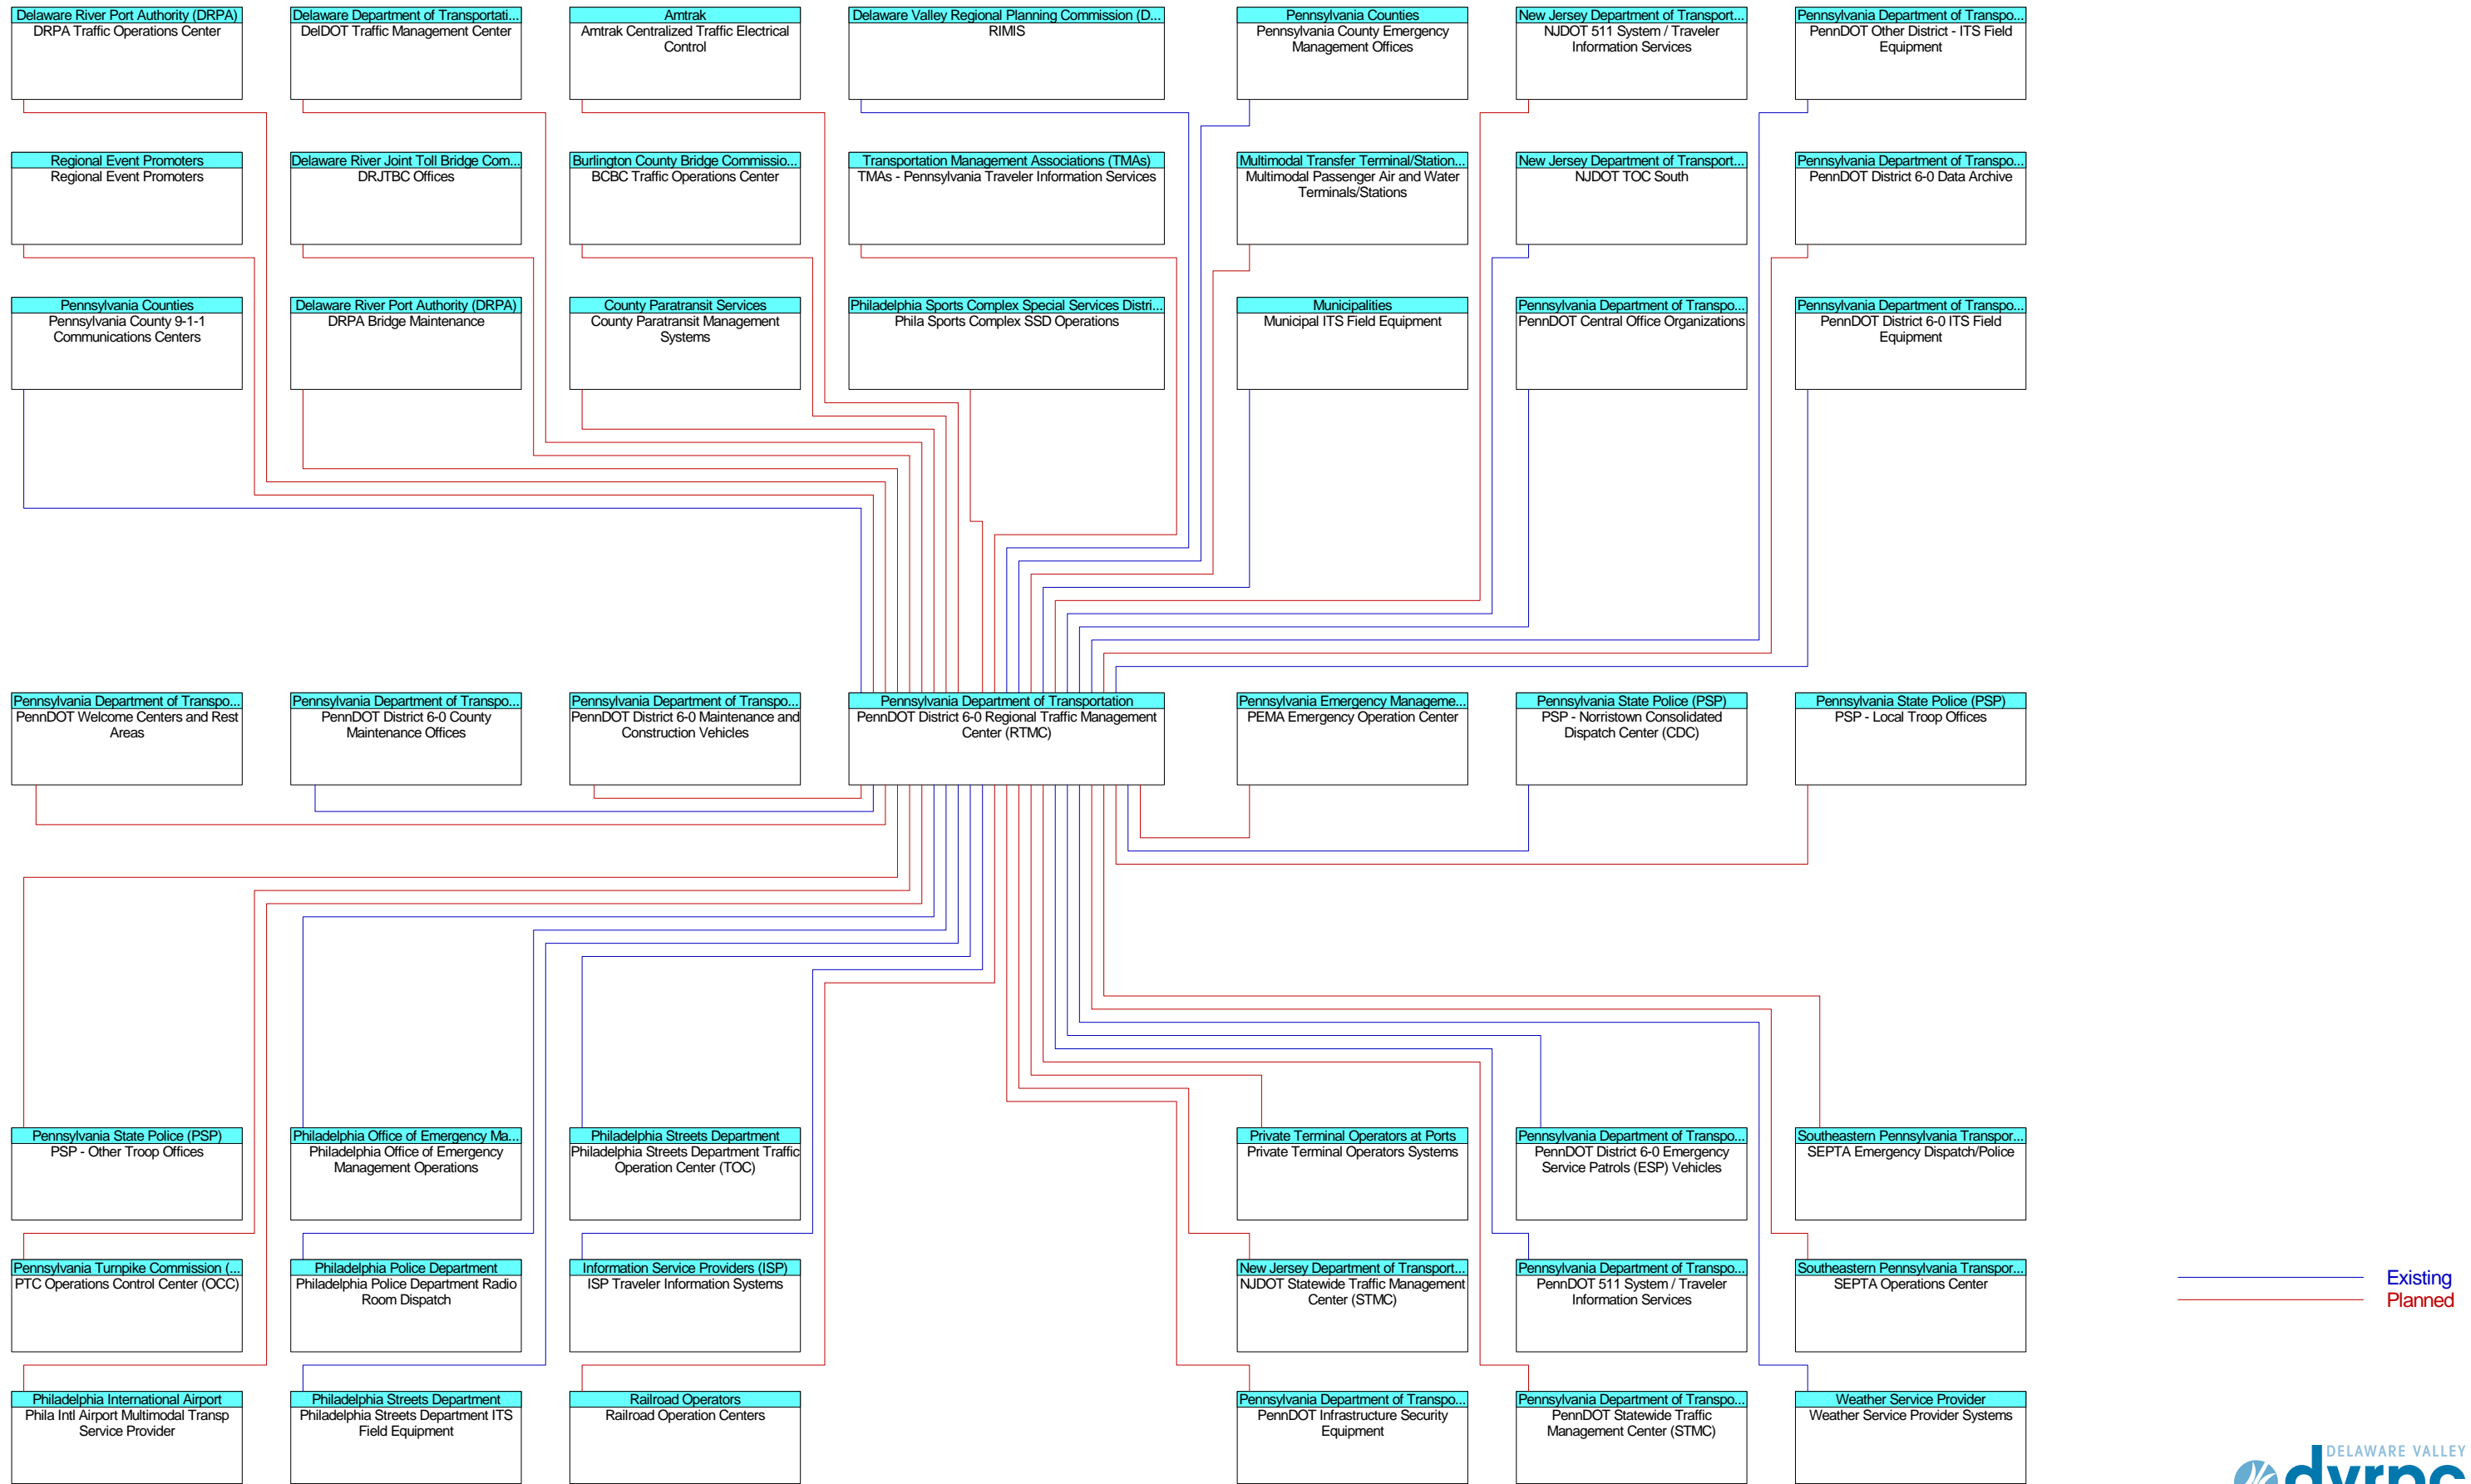 Delaware River Port Authority (DRPA)
DRPA Traffic Operations Center
Delaware Department of Transportati...
DelDOT Traffic Management Center
Amtrak
Amtrak Centralized Traffic Electrical
Control
Delaware Valley Regional Planning Commission (D...
RIMIS
Pennsylvania Counties
Pennsylvania County Emergency
Management Offices
New Jersey Department of Transport...
NJDOT 511 System / Traveler
Information Services
Pennsylvania Department of Transpo...
PennDOT Other District - ITS Field
Equipment
Regional Event Promoters
Regional Event Promoters
Delaware River Joint Toll Bridge Com...
DRJTBC Offices
Burlington County Bridge Commissio...
BCBC Traffic Operations Center
Transportation Management Associations (TMAs)
TMAs - Pennsylvania Traveler Information Services
Multimodal Transfer Terminal/Station...
Multimodal Passenger Air and Water
Terminals/Stations
New Jersey Department of Transport...
NJDOT TOC South
Pennsylvania Department of Transpo...
PennDOT District 6-0 Data Archive
Pennsylvania Counties
Pennsylvania County 9-1-1
Communications Centers
Delaware River Port Authority (DRPA)
DRPA Bridge Maintenance
County Paratransit Services
County Paratransit Management
Systems
Philadelphia Sports Complex Special Services Distri...
Phila Sports Complex SSD Operations
Municipalities
Municipal ITS Field Equipment
Pennsylvania Department of Transpo...
PennDOT Central Office Organizations
Pennsylvania Department of Transpo...
PennDOT District 6-0 ITS Field
Equipment
Pennsylvania Department of Transpo...
PennDOT Welcome Centers and Rest
Areas
Pennsylvania Department of Transpo...
PennDOT District 6-0 County
Maintenance Offices
Pennsylvania Department of Transpo...
PennDOT District 6-0 Maintenance and
Construction Vehicles
Pennsylvania Department of Transportation
PennDOT District 6-0 Regional Traffic Management
Center (RTMC)
Pennsylvania Emergency Manageme...
PEMA Emergency Operation Center
Pennsylvania State Police (PSP)
PSP - Norristown Consolidated
Dispatch Center (CDC)
Pennsylvania State Police (PSP)
PSP - Local Troop Offices
Pennsylvania State Police (PSP)
PSP - Other Troop Offices
Philadelphia Office of Emergency Ma...
Philadelphia Office of Emergency
Management Operations
Philadelphia Streets Department
Philadelphia Streets Department Traffic
Operation Center (TOC)
Private Terminal Operators at Ports
Private Terminal Operators Systems
Pennsylvania Department of Transpo...
PennDOT District 6-0 Emergency
Service Patrols (ESP) Vehicles
Southeastern Pennsylvania Transpor...
SEPTA Emergency Dispatch/Police
Pennsylvania Turnpike Commission (...
PTC Operations Control Center (OCC)
Philadelphia Police Department
Philadelphia Police Department Radio
Room Dispatch
Information Service Providers (ISP)
ISP Traveler Information Systems
New Jersey Department of Transport...
NJDOT Statewide Traffic Management
Center (STMC)
Pennsylvania Department of Transpo...
PennDOT 511 System / Traveler
Information Services
Southeastern Pennsylvania Transpor...
SEPTA Operations Center
Existing
Planned
Philadelphia International Airport
Phila Intl Airport Multimodal Transp
Service Provider
Philadelphia Streets Department
Philadelphia Streets Department ITS
Field Equipment
Railroad Operators
Railroad Operation Centers
Pennsylvania Department of Transpo...
PennDOT Infrastructure Security
Equipment
Pennsylvania Department of Transpo...
PennDOT Statewide Traffic
Management Center (STMC)
Weather Service Provider
Weather Service Provider Systems
DELAWARE VALLEY
dvrpc